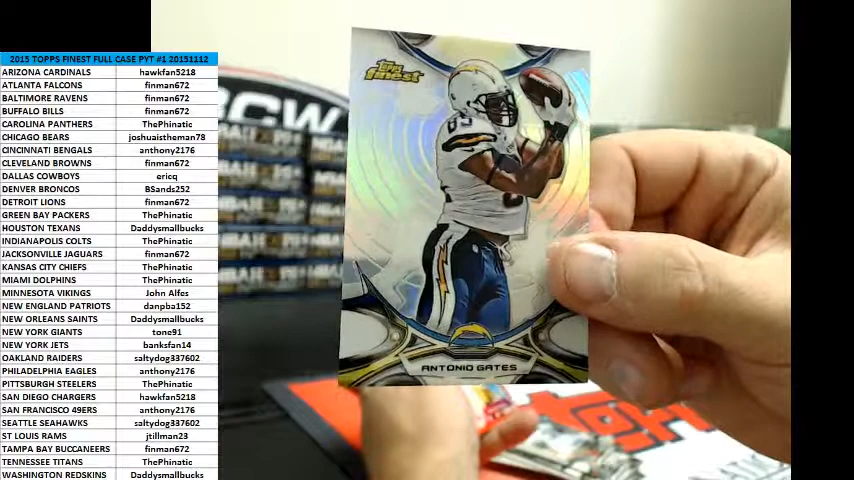 2015 TOPPS FINEST FULL CASE PYT #1 20151112
ARIZONA CARDINALS hawkfan5218
ATLANTA FALCONS finman672
BALTIMORE RAVENS finman672
BUFFALO BILLS finman672
CAROLINA PANTHERS ThePhinatic
CHICAGO BEARS joshuaistheman78
CINCINNATI BENGALS anthony2176
CLEVELAND BROWNS finman672
DALLAS COWBOYS ericq
DENVER BRONCOS BSands252
DETROIT LIONS finman672
GREEN BAY PACKERS ThePhinatic
HOUSTON TEXANS Daddysmallbucks
INDIANAPOLIS COLTS ThePhinatic
JACKSONVILLE JAGUARS finman672
KANSAS CITY CHIEFS ThePhinatic
MIAMI DOLPHINS ThePhinatic
MINNESOTA VIKINGS John Alfes
NEW ENGLAND PATRIOTS danpba152
NEW ORLEANS SAINTS Daddysmallbucks
NEW YORK GIANTS tone91
NEW YORK JETS banksfan14
OAKLAND RAIDERS saltydog337602
PHILADELPHIA EAGLES anthony2176
PITTSBURGH STEELERS ThePhinatic
SAN DIEGO CHARGERS hawkfan5218
SAN FRANCISCO 49ERS anthony2176
SEATTLE SEAHAWKS saltydog337602
ST LOUIS RAMS jtillman23
TAMPA BAY BUCCANEERS finman672
TENNESSEE TITANS ThePhinatic
WASHINGTON REDSKINS Daddysmallbucks
Topps
finest
ANTONIO GATES
BCW